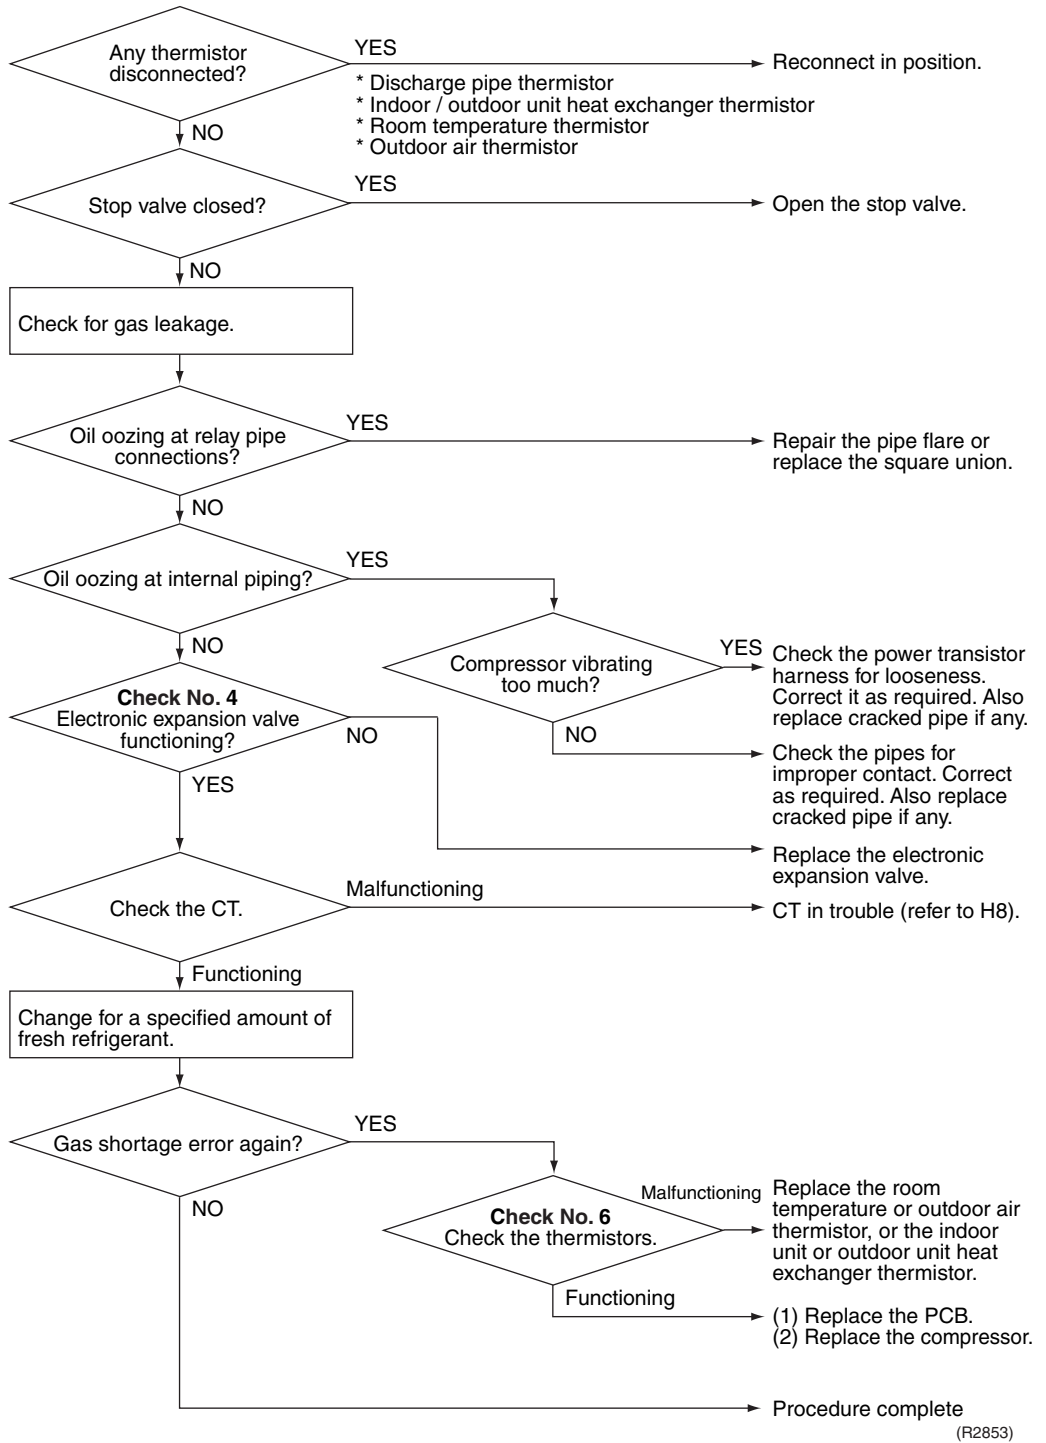 Any thermistor
disconnected?
YES
Reconnect in position.
* Discharge pipe thermistor
* Indoor / outdoor unit heat exchanger thermistor
* Room temperature thermistor
* Outdoor air thermistor
NO
Stop valve closed?
YES
Open the stop valve.
NO
Check for gas leakage.
Oil oozing at relay pipe
connections?
YES
Repair the pipe flare or
replace the square union.
NO
Oil oozing at internal piping?
YES
NO
Compressor vibrating
too much?
YES
Check the power transistor
harness for looseness.
Correct it as required. Also
replace cracked pipe if any.
NO
Check the pipes for
improper contact. Correct
as required. Also replace
cracked pipe if any.
Check No. 4
Electronic expansion valve
functioning?
NO
Replace the electronic
expansion valve.
YES
Check the CT.
Malfunctioning
CT in trouble (refer to H8).
Functioning
Change for a specified amount of
fresh refrigerant.
Gas shortage error again?
YES
Check No. 6
Check the thermistors.
Malfunctioning
Replace the room
temperature or outdoor air
thermistor, or the indoor
unit or outdoor unit heat
exchanger thermistor.
Functioning
(1) Replace the PCB.
(2) Replace the compressor.
NO
Procedure complete
(R2853)